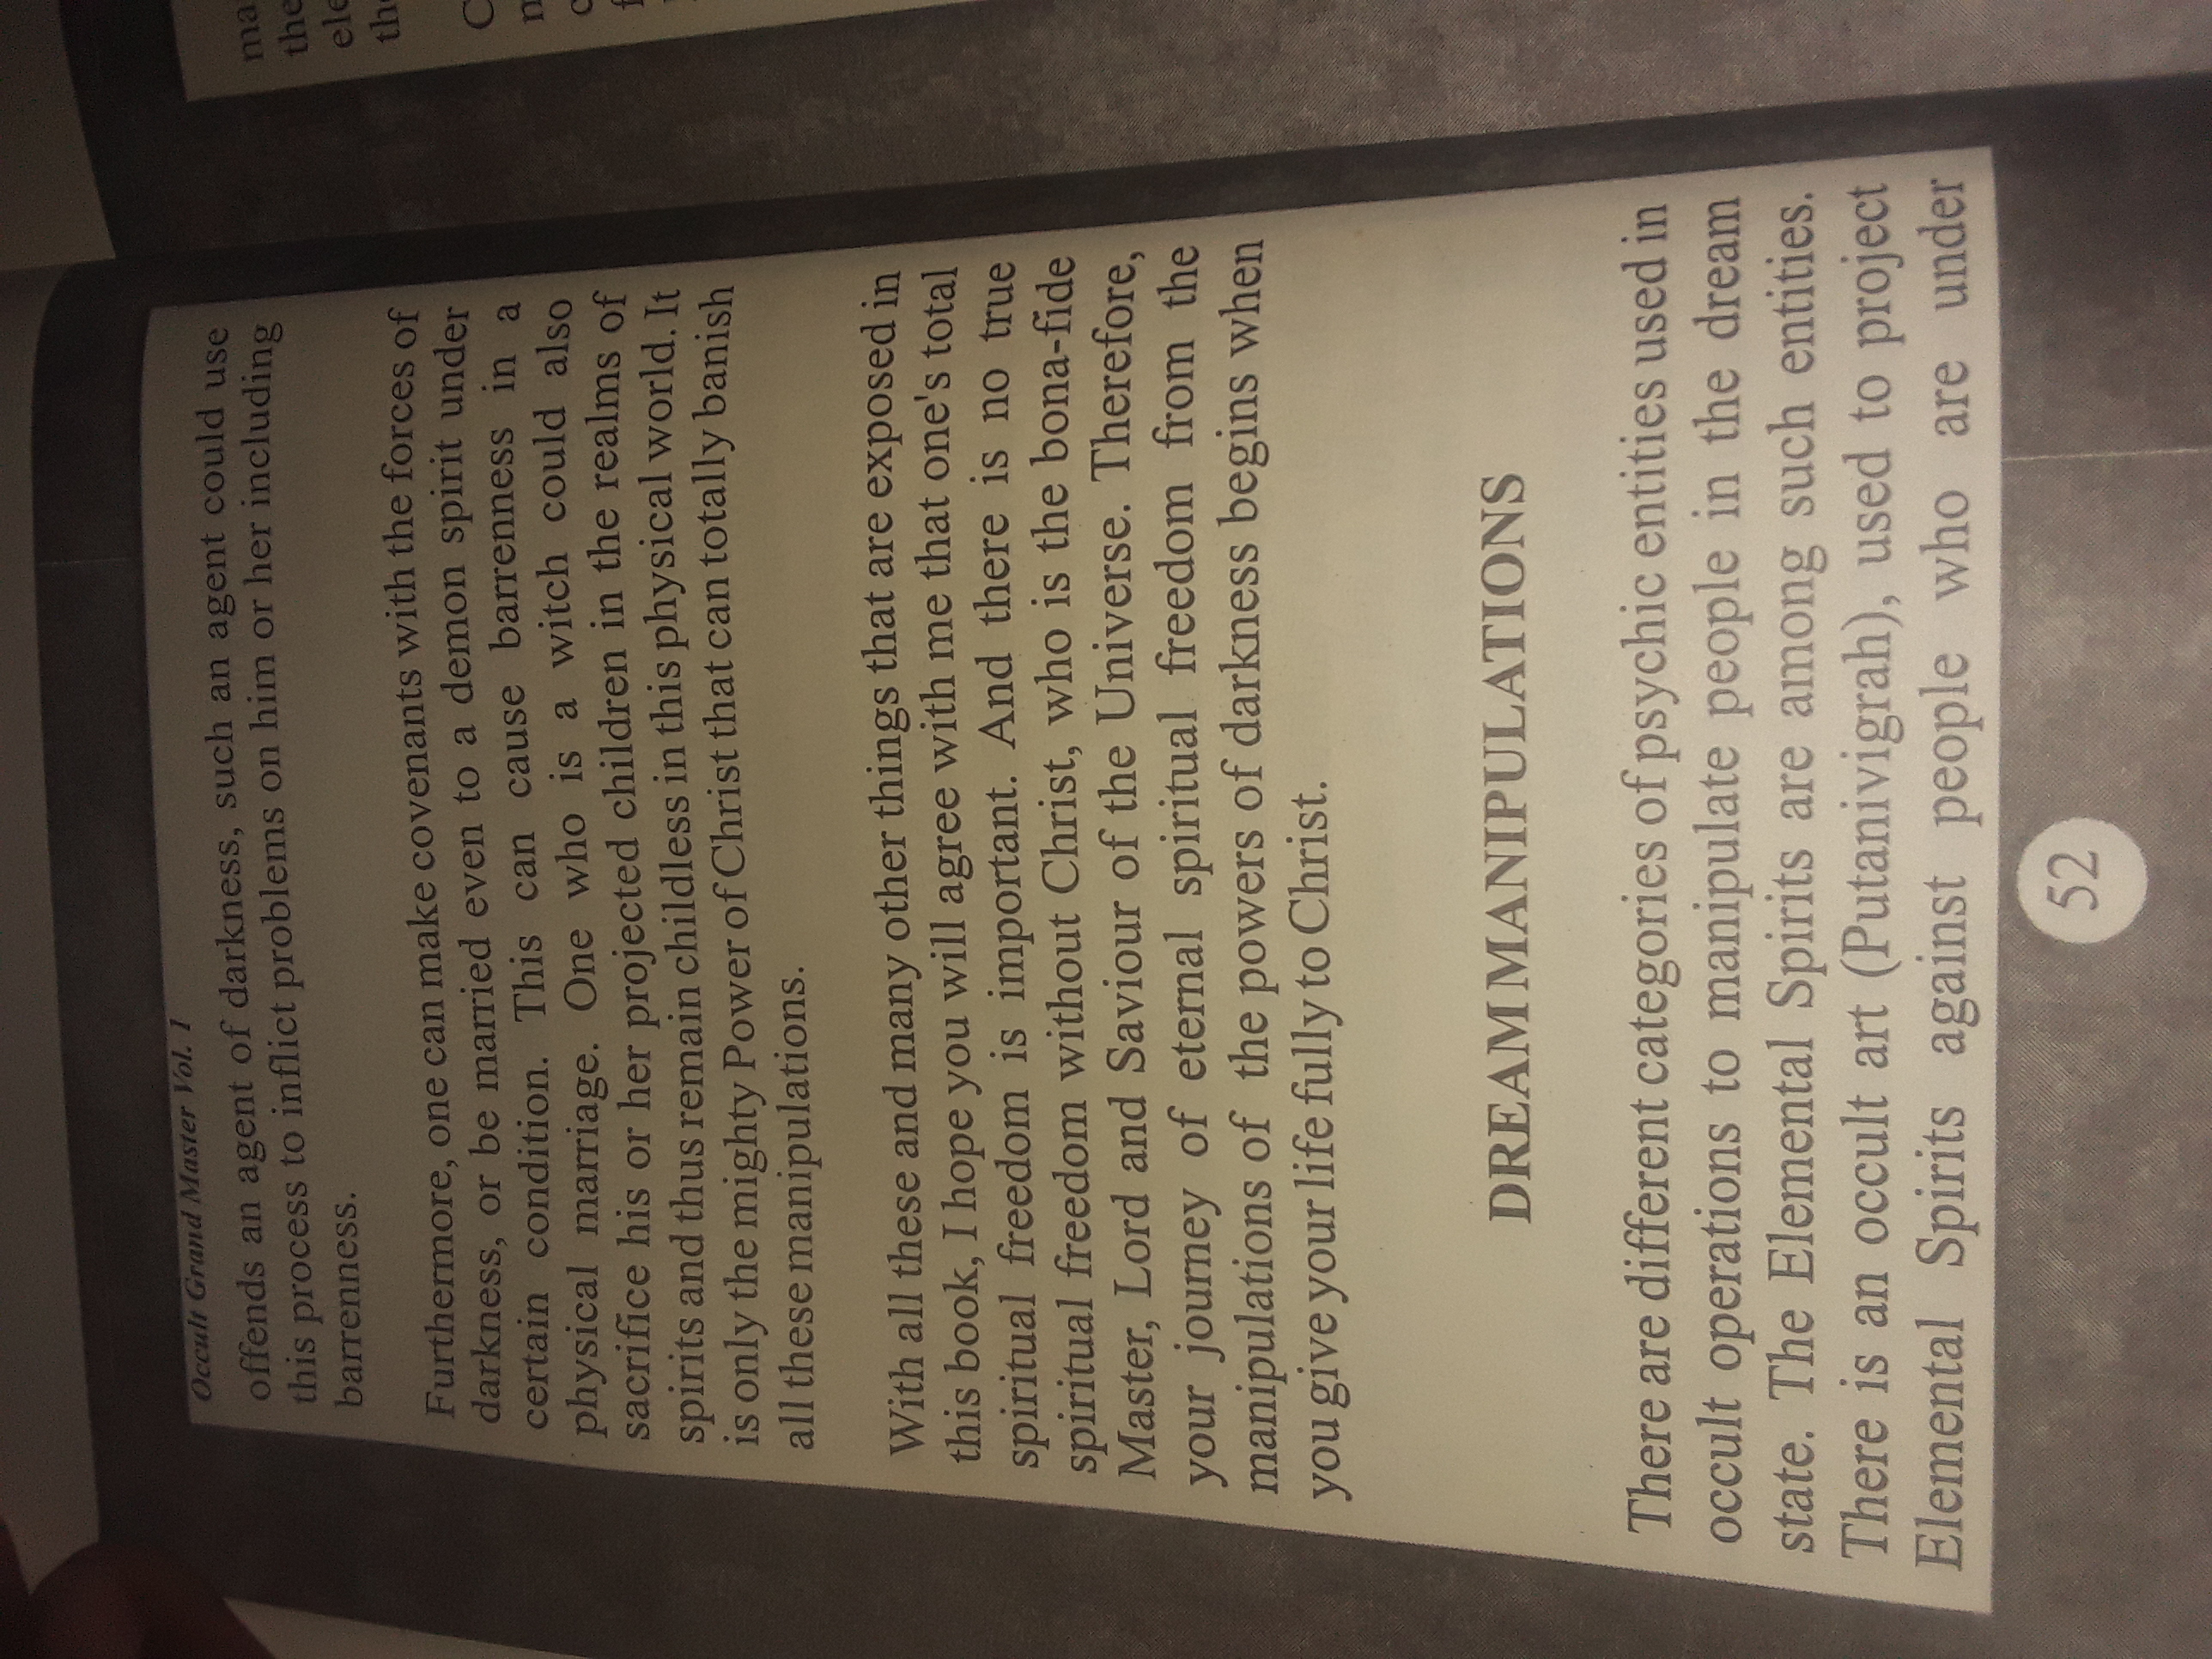 Occult Grand Master Vol. 1
offends an agent of darkness, such an agent could use
this process to inflict problems on him or her including
barrenness.
Furthermore, one can make covenants with the forces of
darkness, or be married even to a demon spirit under
certain condition. This can cause barrenness in a
physical marriage. One who is a witch could also
sacrifice his or her projected children in the realms of
spirits and thus remain childless in this physical world. It
is only the mighty Power of Christ that can totally banish
all these manipulations.
With all these and many other things that are exposed in
this book, I hope you will agree with me that one's total
spiritual freedom is important. And there is no true
spiritual freedom without Christ, who is the bona-fide
Master, Lord and Saviour of the Universe. Therefore,
your journey of eternal spiritual freedom from the
manipulations of the powers of darkness begins when
you give your life fully to Christ.
DREAM MANIPULATIONS
There are different categories of psychic entities used in
occult operations to manipulate people in the dream
state. The Elemental Spirits are among such entities.
There is an occult art (Putanivigrah), used to project
Elemental Spirits against people who are under
52